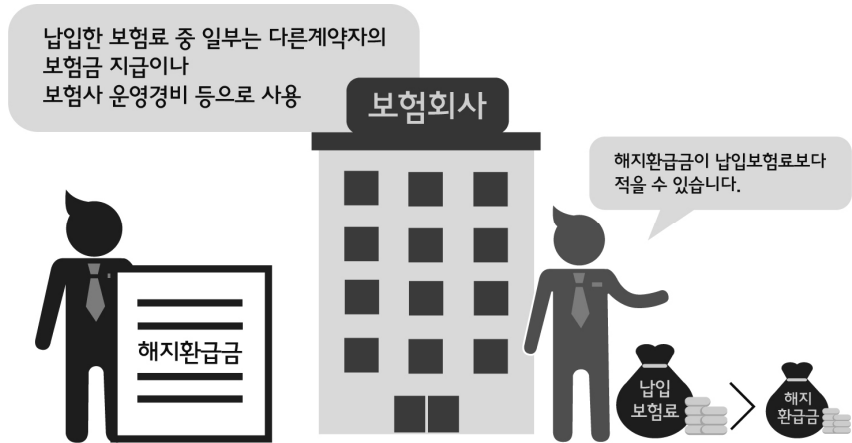 납입한 보험료 중 일부는 다른계약자의
보험금 지급이나
보험사 운영경비 등으로 사용
보험회사
해지환급금이 납입보험료보다
적을 수 있습니다.
해지환급금
납입
보험료
>
해지
환급금